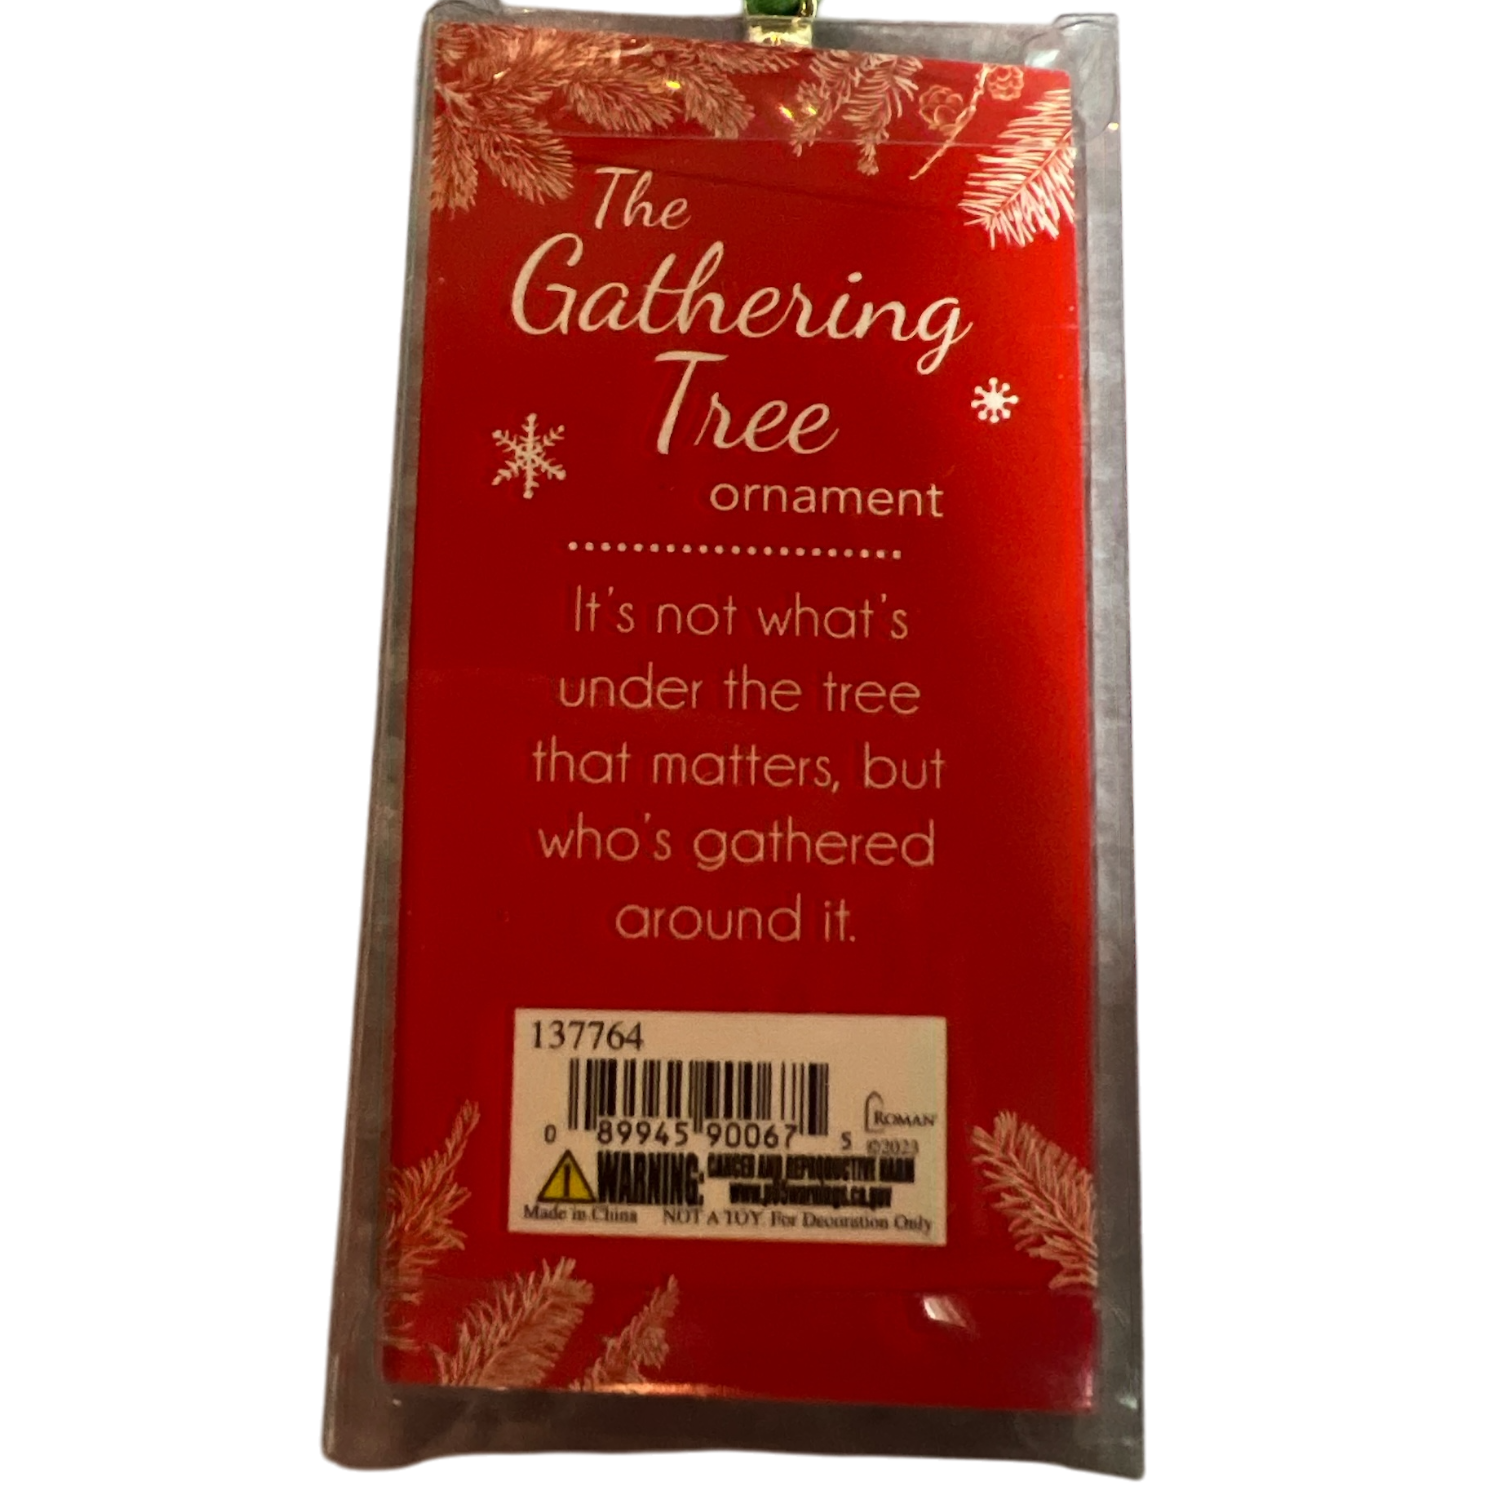 The
Gathering
Tree
ornament
It's not what's
under the tree
that matters, but
who's gathered
around it.
137764
0 89945 90067 5
ROMAN
©2023
WARNING: CANCER AND REPRODUCTIVE HARM
www.p65warnings.ca.gov
Made in China NOT A TOY. For Decoration Only